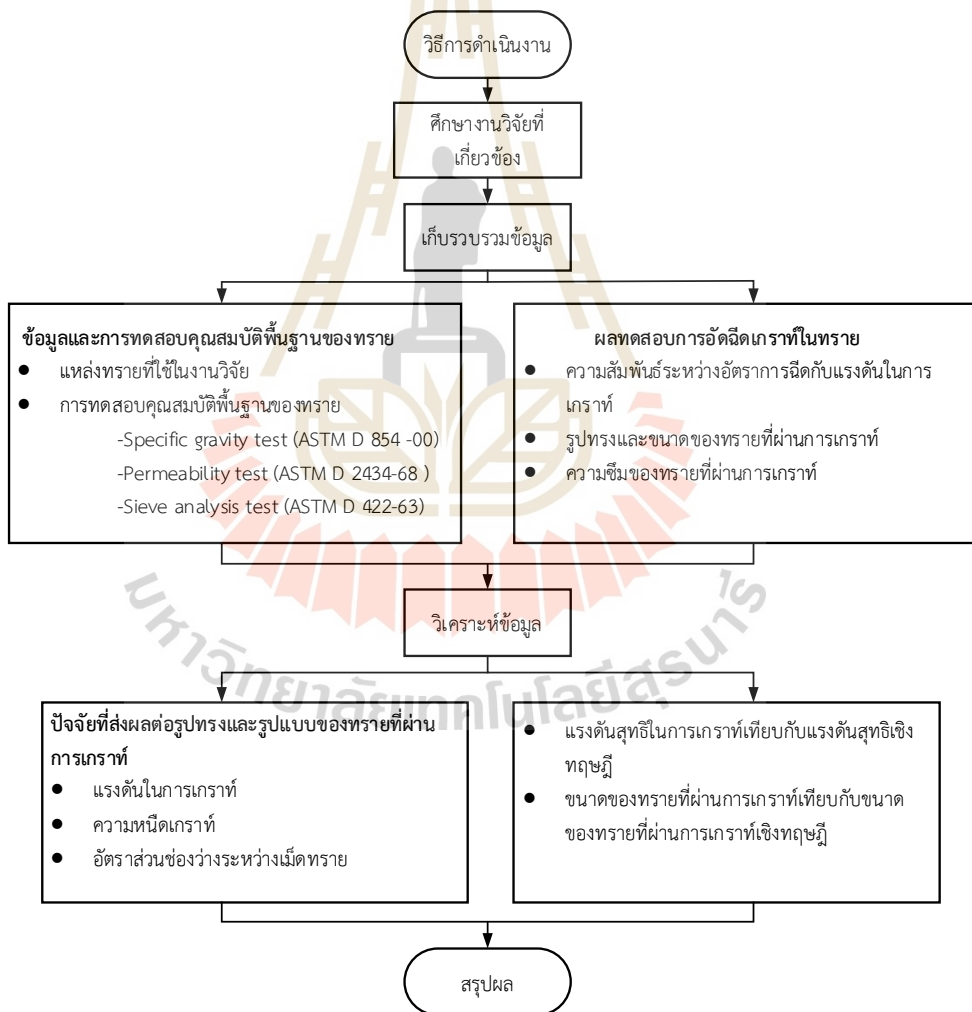 วิธีการดำเนินงาน
ศึกษางานวิจัยที่
เกี่ยวข้อง
เก็บรวบรวมข้อมูล
ข้อมูลและการทดสอบคุณสมบัติพื้นฐานของทราย
● แหล่งทรายที่ใช้ในงานวิจัย
● การทดสอบคุณสมบัติพื้นฐานของทราย
-Specific gravity test (ASTM D 854 -00)
-Permeability test (ASTM D 2434-68 )
-Sieve analysis test (ASTM D 422-63)
ผลทดสอบการอัดฉีดเกราท์ในทราย
● ความสัมพันธ์ระหว่างอัตราการฉีดกับแรงดันในการ
เกราท์
● รูปทรงและขนาดของทรายที่ผ่านการเกราท์
● ความซึมของทรายที่ผ่านการเกราท์
วิเคราะห์ข้อมูล
มหาวิทยาลัยเทคโนโลยีสุรนารี
ปัจจัยที่ส่งผลต่อรูปทรงและรูปแบบของทรายที่ผ่าน
การเกราท์
● แรงดันในการเกราท์
● ความหนืดเกราท์
● อัตราส่วนช่องว่างระหว่างเม็ดทราย
● แรงดันสุทธิในการเกราท์เทียบกับแรงดันสุทธิเชิง
ทฤษฎี
● ขนาดของทรายที่ผ่านการเกราท์เทียบกับขนาด
ของทรายที่ผ่านการเกราท์เชิงทฤษฎี
สรุปผล